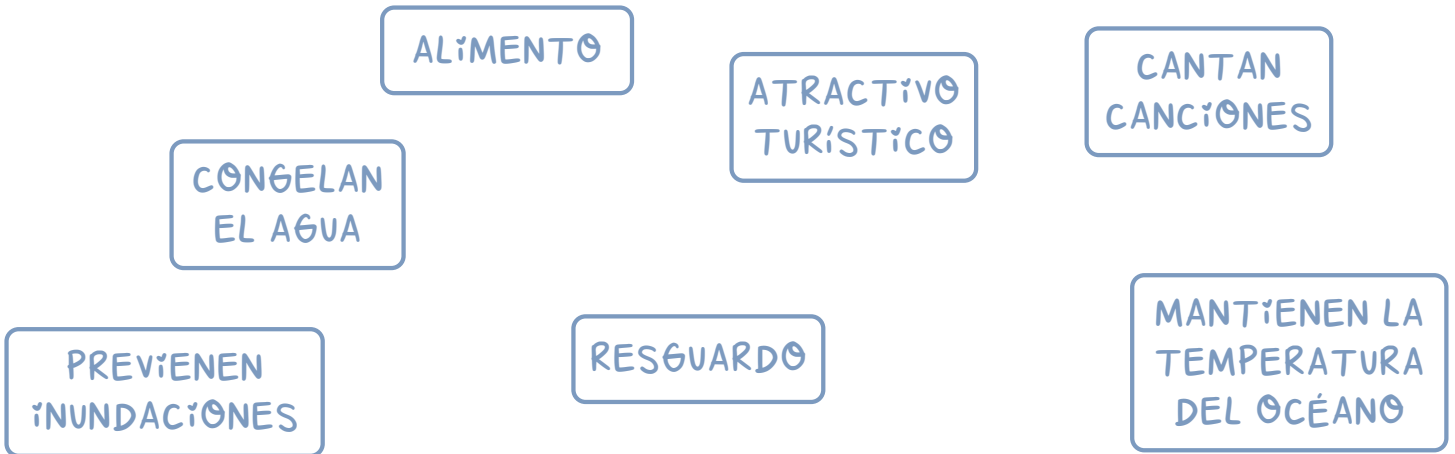 ALIMENTO
ATRACTIVO
TURÍSTICO
CANTAN
CANCIONES
CONGELAN
EL AGUA
PREVIENEN
INUNDACIONES
RESGUARDO
MANTIENEN LA
TEMPERATURA
DEL OCÉANO